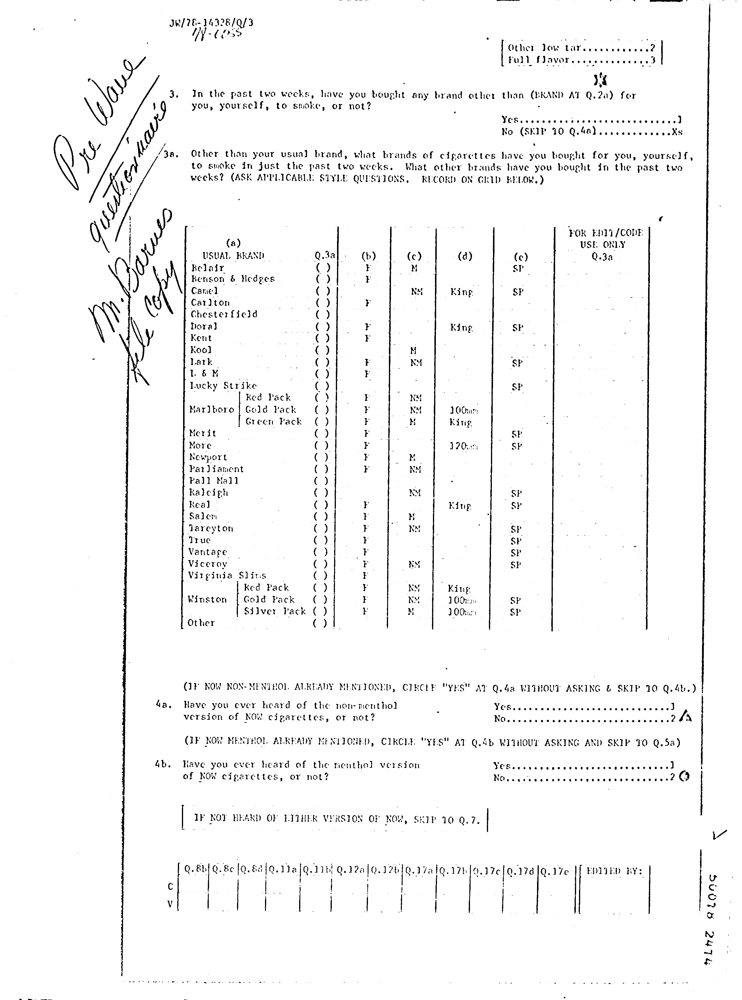 JW/78-14328/Q/3
Other low tar............2
Full flavor..............3
Pre Wave
questionnaire
M. Barnes
file copy
3. In the past two weeks, have you bought any brand other than (BRAND AT Q.2a) for
you, yourself, to smoke, or not?
Yes............................1
No (SKIP TO Q.4a).............Xs
3a. Other than your usual brand, what brands of cigarettes have you bought for you, yourself,
to smoke in just the past two weeks. What other brands have you bought in the past two
weeks? (ASK APPLICABLE STYLE QUESTIONS. RECORD ON GRID BELOW.)
FOR EDIT/CODE
(a) USE ONLY
USUAL BRAND Q.3a (b) (c) (d) (e) Q.3a
Belair ( ) F M SP
Benson & Hedges ( ) F
Camel ( ) NM King SP
Carlton ( ) F
Chesterfield ( )
Doral ( ) F King SP
Kent ( ) F
Kool ( ) M
Lark ( ) F NM SP
L & M ( ) F
Lucky Strike ( ) SP
Red Pack ( ) F NM
Marlboro Gold Pack ( ) F NM 100mm
Green Pack ( ) F M King
Merit ( ) F SP
More ( ) F 120mm SP
Newport ( ) F M
Parliament ( ) F NM
Pall Mall ( )
Raleigh ( ) NM SP
Real ( ) F King SP
Salem ( ) F M
Tareyton ( ) F NM SP
True ( ) F SP
Vantage ( ) F SP
Viceroy ( ) F NM SP
Virginia Slims ( ) F
Red Pack ( ) F NM King
Winston Gold Pack ( ) F NM 100mm SP
Silver Pack ( ) F M 100mm SP
Other ( )
(IF NOW NON-MENTHOL ALREADY MENTIONED, CIRCLE "YES" AT Q.4a WITHOUT ASKING & SKIP TO Q.4b.)
4a. Have you ever heard of the non-menthol Yes............................1
version of NOW cigarettes, or not? No.............................2
(IF NOW MENTHOL ALREADY MENTIONED, CIRCLE "YES" AT Q.4b WITHOUT ASKING AND SKIP TO Q.5a)
4b. Have you ever heard of the menthol version Yes............................1
of NOW cigarettes, or not? No.............................2
IF NOT HEARD OF EITHER VERSION OF NOW, SKIP TO Q.7.
Q.8b Q.8c Q.8d Q.11a Q.11b Q.12a Q.12b Q.17a Q.17b Q.17c Q.17d Q.17e EDITED BY:
C
V
50018 2474